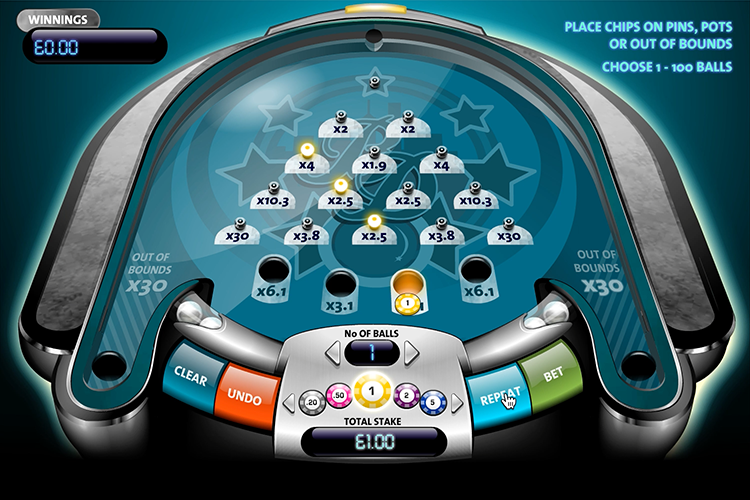 WINNINGS
£0.00
PLACE CHIPS ON PINS, POTS
OR OUT OF BOUNDS
CHOOSE 1 - 100 BALLS
x2 x2
x4 x1.9 x4
x10.3 x2.5 x2.5 x10.3
x30 x3.8 x2.5 x3.8 x30
OUT OF
BOUNDS
x30
x6.1 x3.1 x6.1
OUT OF
BOUNDS
x30
No OF BALLS
1
CLEAR
UNDO
.20 .50 1 2 5
REPEAT
BET
TOTAL STAKE
£1.00